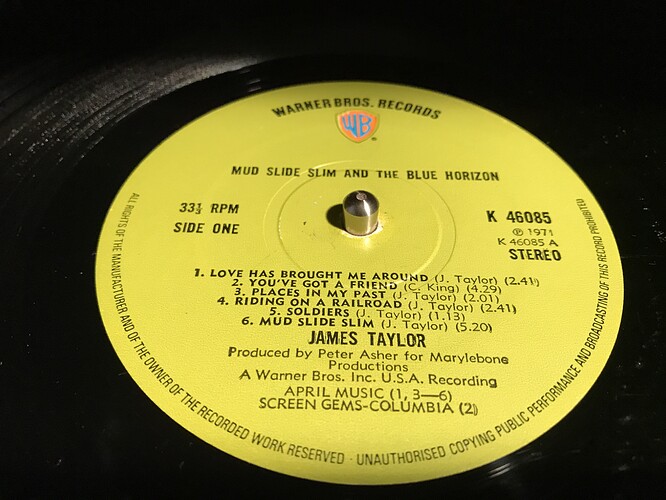 WARNER BROS. RECORDS
WB
MUD SLIDE SLIM AND THE BLUE HORIZON
33⅓ RPM
SIDE ONE
K 46085
℗ 1971
K 46085 A
STEREO
1. LOVE HAS BROUGHT ME AROUND (J. Taylor) (2.41)
2. YOU'VE GOT A FRIEND (C. King) (4.29)
3. PLACES IN MY PAST (J. Taylor) (2.01)
4. RIDING ON A RAILROAD (J. Taylor) (2.41)
5. SOLDIERS (J. Taylor) (1.13)
6. MUD SLIDE SLIM (J. Taylor) (5.20)
JAMES TAYLOR
Produced by Peter Asher for Marylebone
Productions
A Warner Bros. Inc. U.S.A. Recording
APRIL MUSIC (1, 3—6)
SCREEN GEMS-COLUMBIA (2)
ALL RIGHTS OF THE MANUFACTURER AND OF THE OWNER OF THE RECORDED WORK RESERVED · UNAUTHORISED COPYING PUBLIC PERFORMANCE AND BROADCASTING OF THIS RECORD PROHIBITED